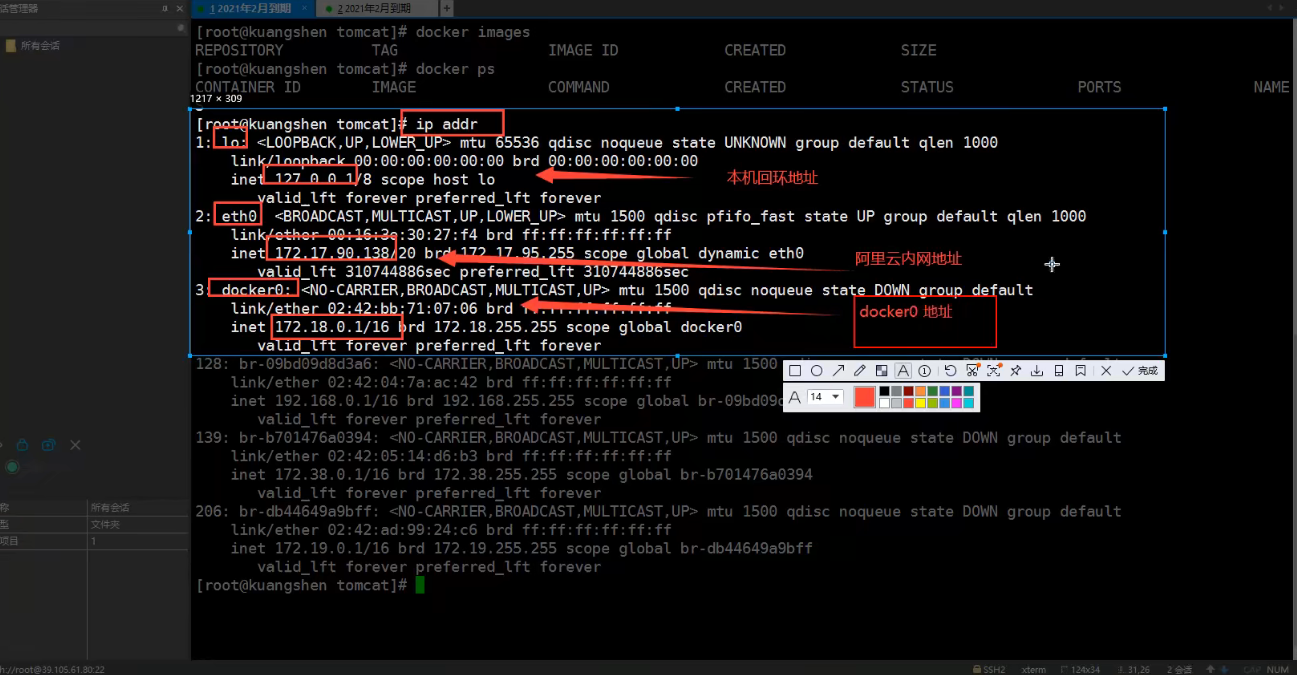 话管理器
1 2021年2月到期 ×
2 2021年2月到期
+
所有会话
[root@kuangshen tomcat]# docker images
REPOSITORY TAG IMAGE ID CREATED SIZE
[root@kuangshen tomcat]# docker ps
CONTAINER ID IMAGE COMMAND CREATED STATUS PORTS NAME
1217 × 309
[root@kuangshen tomcat]# ip addr
1: lo: <LOOPBACK,UP,LOWER_UP> mtu 65536 qdisc noqueue state UNKNOWN group default qlen 1000
link/loopback 00:00:00:00:00:00 brd 00:00:00:00:00:00
inet 127.0.0.1/8 scope host lo
本机回环地址
valid_lft forever preferred_lft forever
2: eth0: <BROADCAST,MULTICAST,UP,LOWER_UP> mtu 1500 qdisc pfifo_fast state UP group default qlen 1000
link/ether 00:16:3e:30:27:f4 brd ff:ff:ff:ff:ff:ff
inet 172.17.90.138/20 brd 172.17.95.255 scope global dynamic eth0
阿里云内网地址
valid_lft 310744886sec preferred_lft 310744886sec
3: docker0: <NO-CARRIER,BROADCAST,MULTICAST,UP> mtu 1500 qdisc noqueue state DOWN group default
link/ether 02:42:bb:71:07:06 brd ff:ff:ff:ff:ff:ff
docker0 地址
inet 172.18.0.1/16 brd 172.18.255.255 scope global docker0
valid_lft forever preferred_lft forever
128: br-09bd09d8d3a6: <NO-CARRIER,BROADCAST,MULTICAST,UP> mtu 1500 qdisc noqueue state DOWN group default
完成
link/ether 02:42:04:7a:ac:42 brd ff:ff:ff:ff:ff:ff
inet 192.168.0.1/16 brd 192.168.255.255 scope global br-09bd09d
A 14
valid_lft forever preferred_lft forever
139: br-b701476a0394: <NO-CARRIER,BROADCAST,MULTICAST,UP> mtu 1500 qdisc noqueue state DOWN group default
link/ether 02:42:05:14:d6:b3 brd ff:ff:ff:ff:ff:ff
inet 172.38.0.1/16 brd 172.38.255.255 scope global br-b701476a0394
valid_lft forever preferred_lft forever
206: br-db44649a9bff: <NO-CARRIER,BROADCAST,MULTICAST,UP> mtu 1500 qdisc noqueue state DOWN group default
link/ether 02:42:ad:99:24:c6 brd ff:ff:ff:ff:ff:ff
inet 172.19.0.1/16 brd 172.19.255.255 scope global br-db44649a9bff
valid_lft forever preferred_lft forever
[root@kuangshen tomcat]#
称 所有会话
型 文件夹
项目 1
h://root@39.105.61.80:22
SSH2 xterm 124x34 31,26 2 会话 CAP NUM